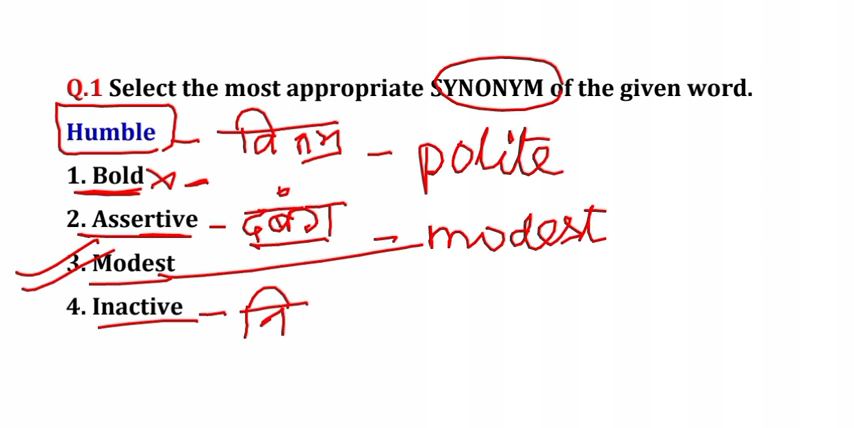 Q.1 Select the most appropriate SYNONYM of the given word.
Humble - विनम्र - polite
1. Bold x -
2. Assertive - दबंग - modest
3. Modest
4. Inactive - नि